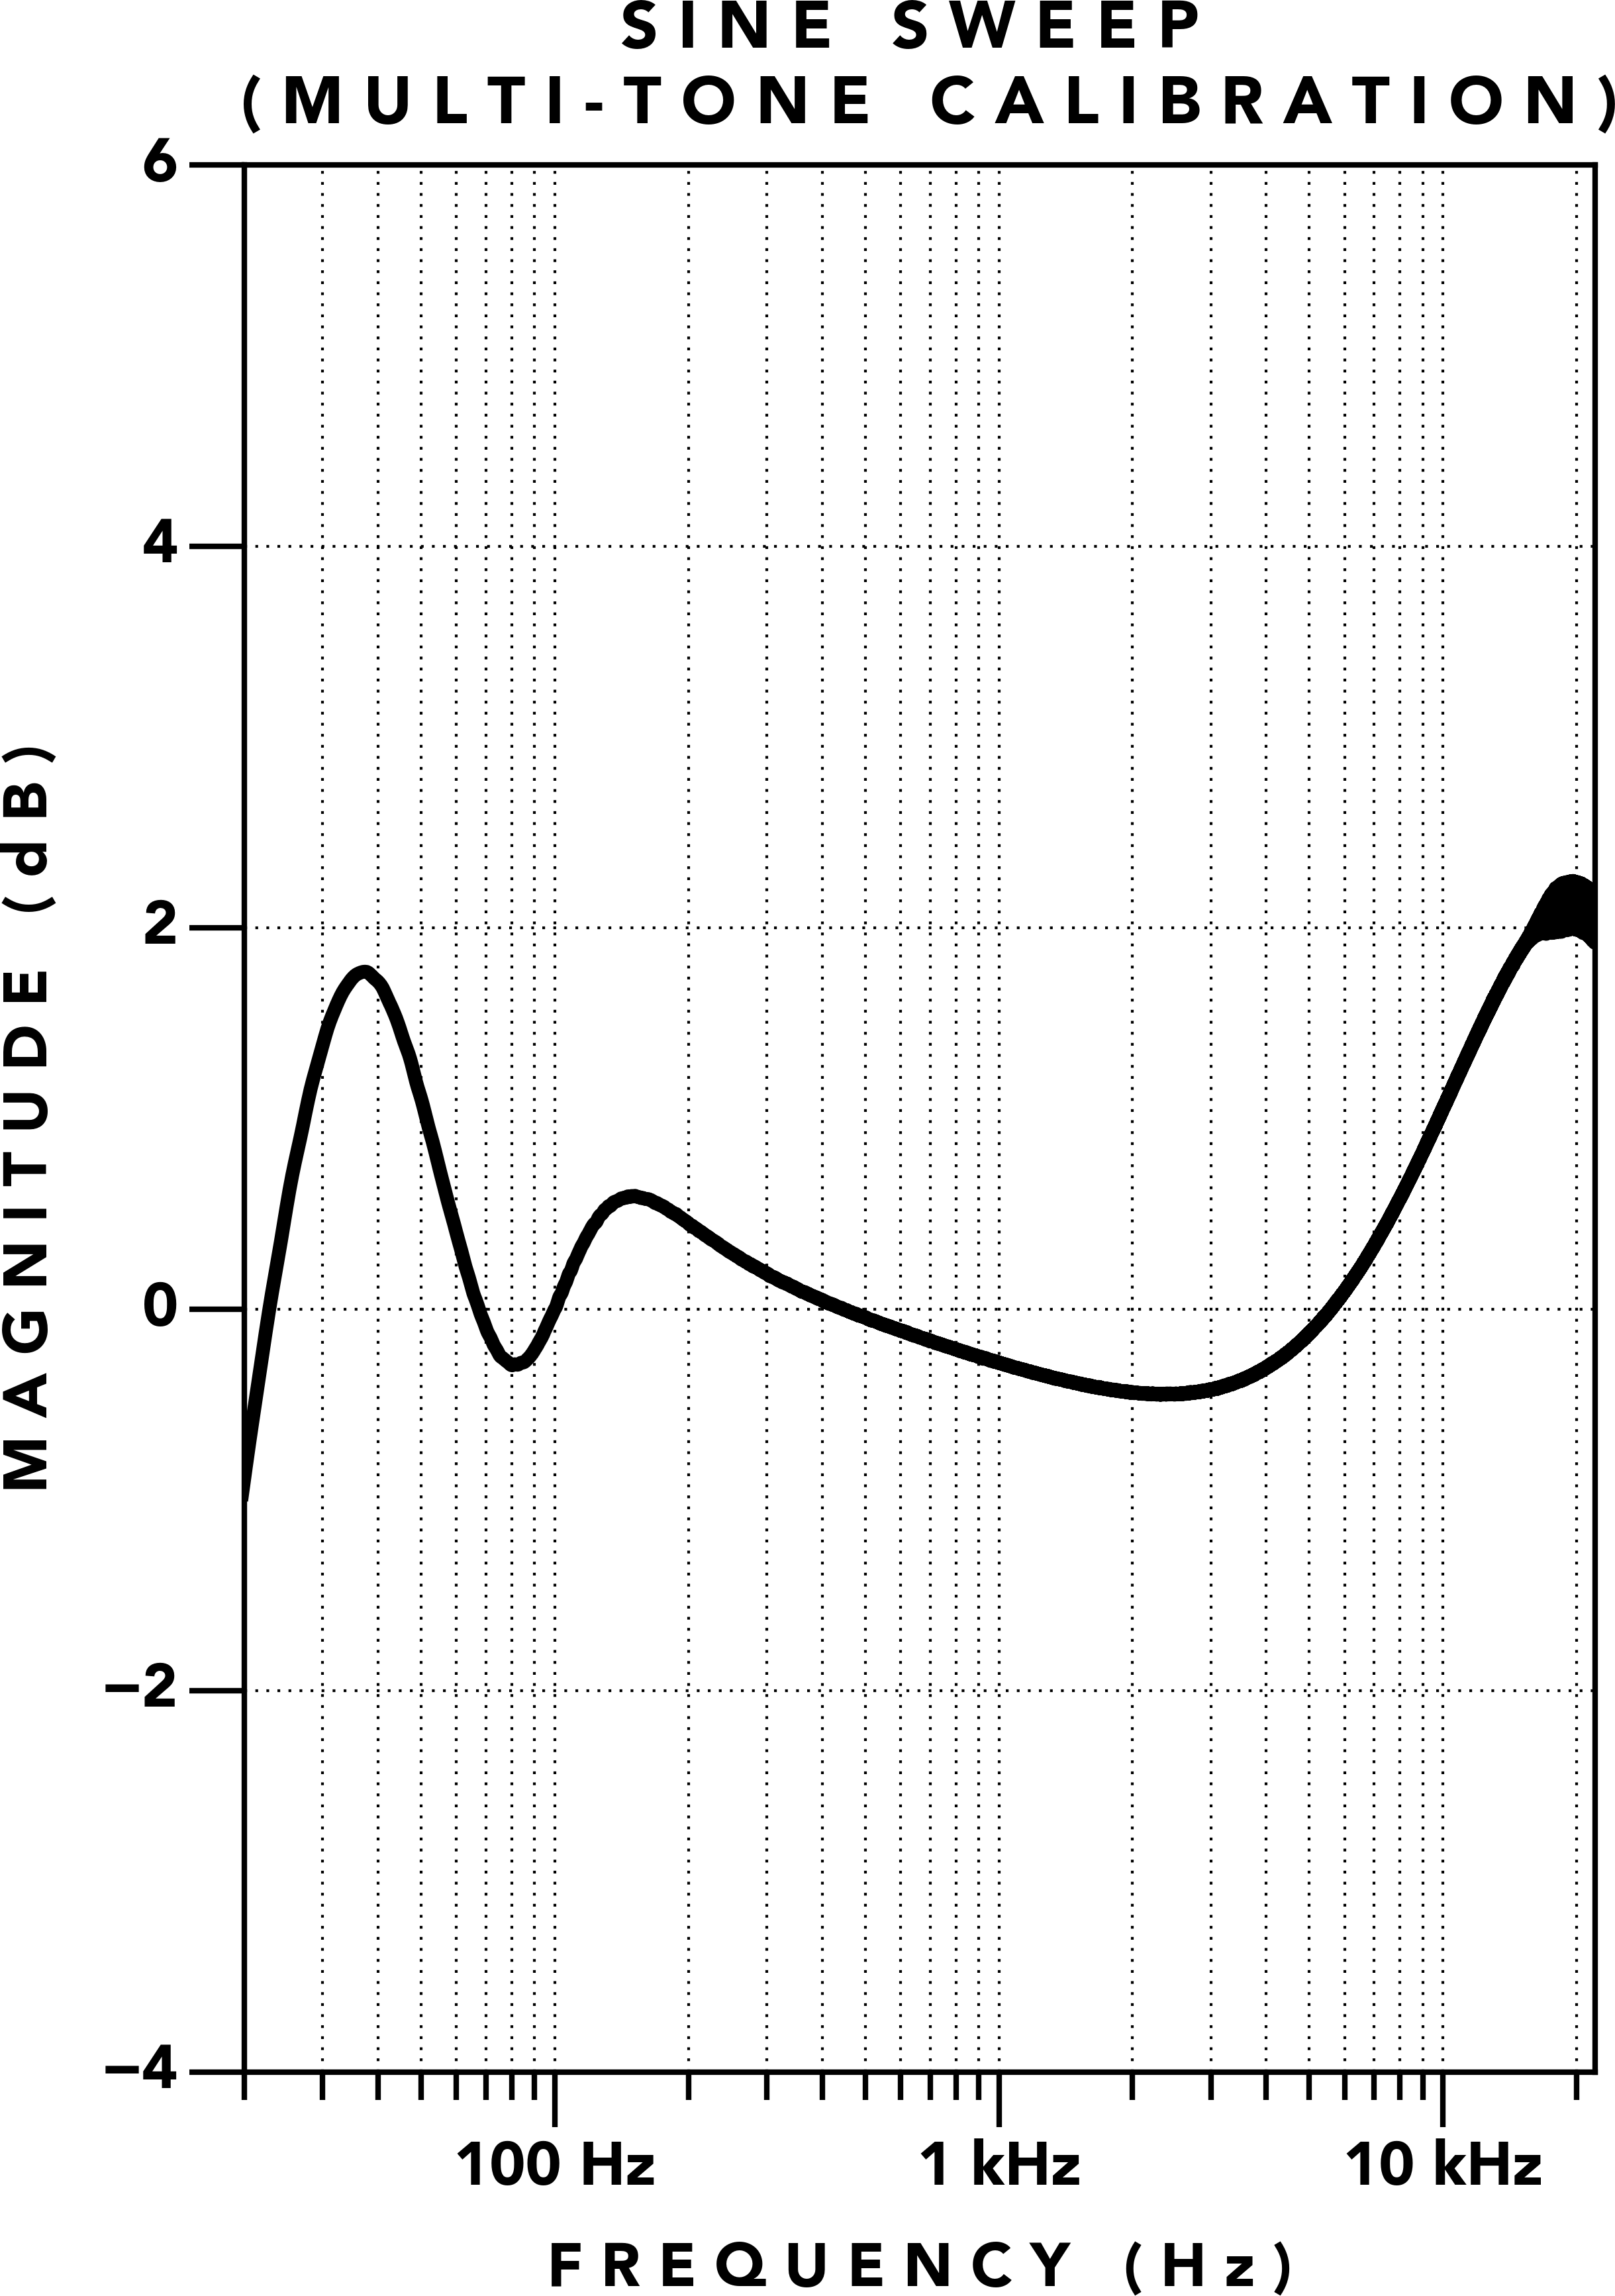 SINE SWEEP
(MULTI-TONE CALIBRATION)
6
4
2
0
−2
−4
MAGNITUDE (dB)
100 Hz
1 kHz
10 kHz
FREQUENCY (Hz)